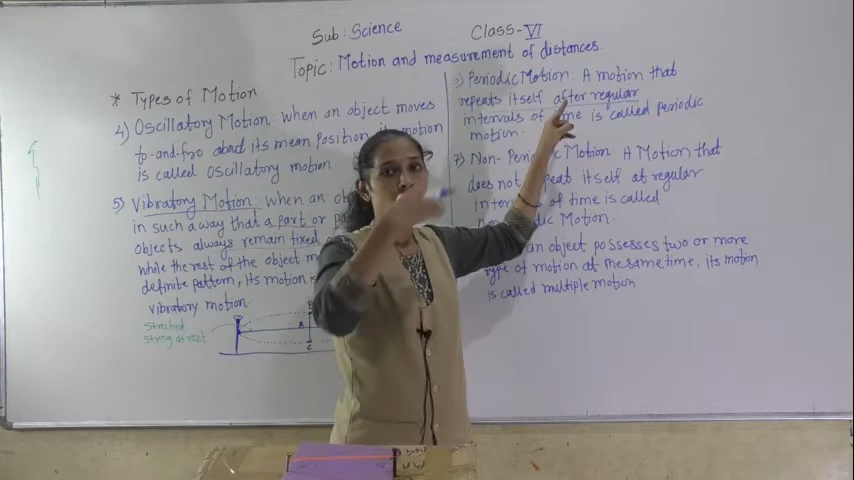 Sub: Science
Class-VI
Topic: Motion and measurement of distances.
* Types of Motion
4) Oscillatory Motion: when an object moves
to-and-fro about its mean Position, its motion
is called Oscillatory motion.
5) Vibratory Motion: when an
in such a way that a part or
objects always remain fixed
while the rest of the object
definite pattern, its motion
vibratory motion.
Streched
string at rest
A
C
Periodic Motion: A motion that
repeats itself after regular
intervals of time is called periodic
motion.
7) Non-Periodic Motion: A Motion that
does not repeat itself at regular
of time is called
Motion.
an object possesses two or more
type of motion at the same time, its motion
is called multiple motion